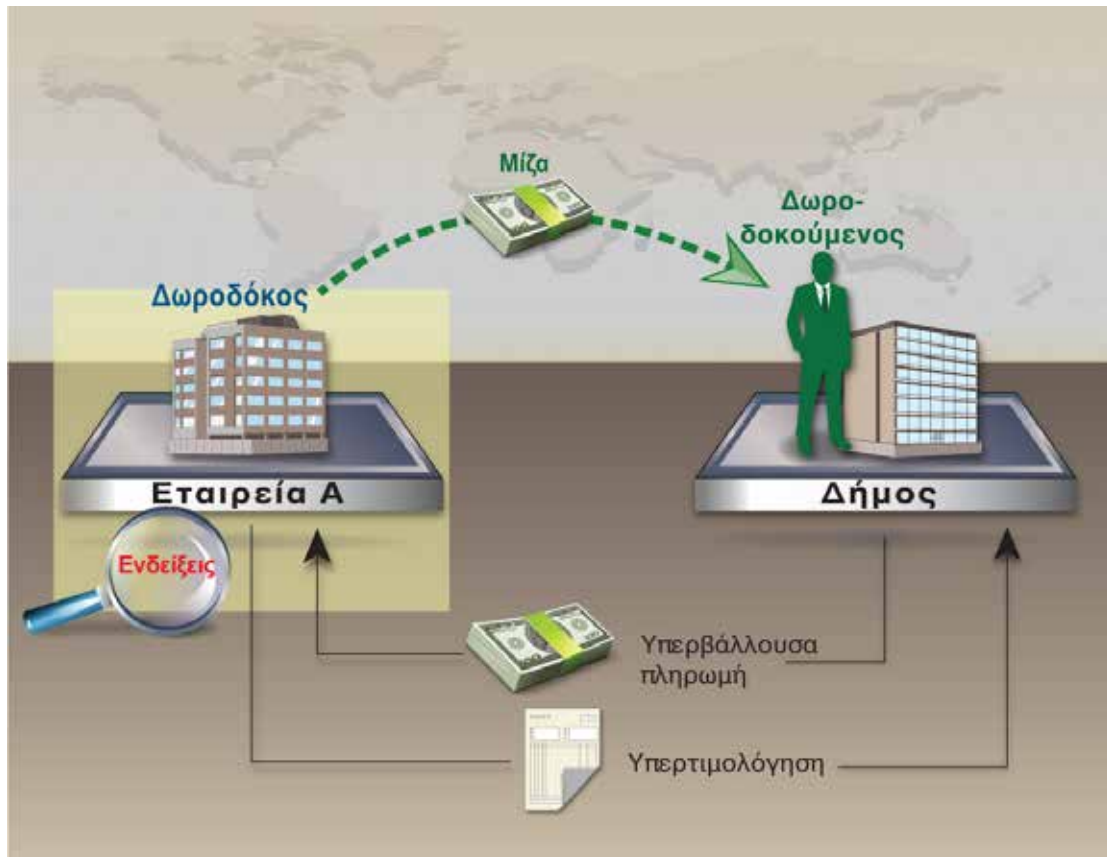 Μίζα
Δωρο-
δοκούμενος
Δωροδόκος
Εταιρεία Α
Δήμος
Ενδείξεις
Υπερβάλλουσα
πληρωμή
Υπερτιμολόγηση